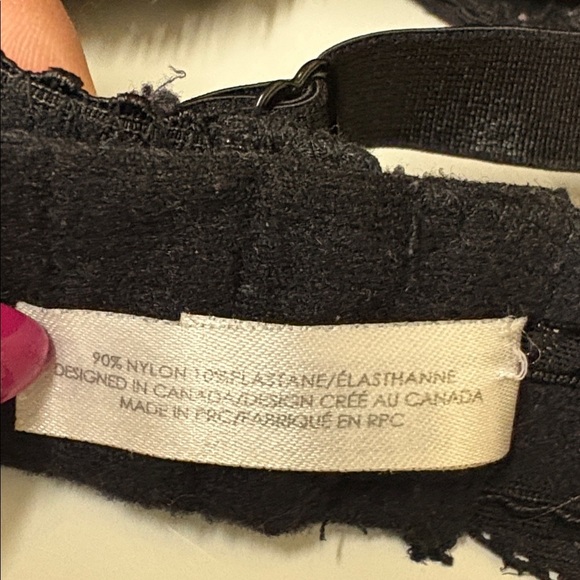 90% NYLON 10% ELASTANE/ÉLASTHANNE
DESIGNED IN CANADA/DESIGN CRÉÉ AU CANADA
MADE IN PRC/FABRIQUÉ EN RPC